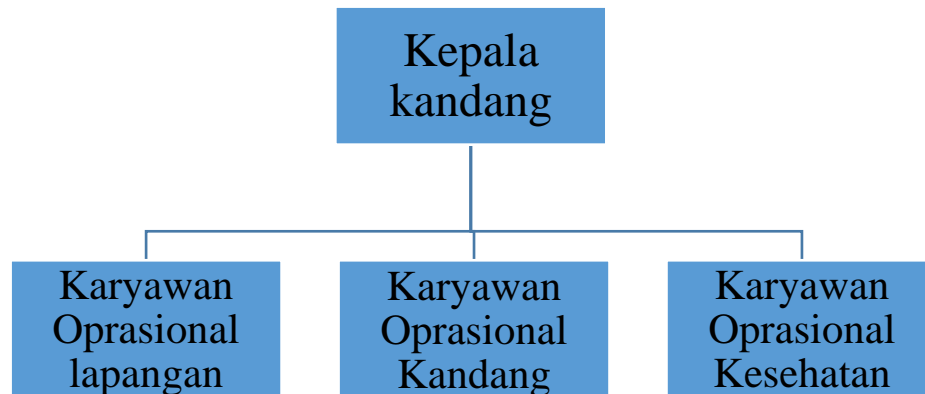 Kepala
kandang
Karyawan
Oprasional
lapangan
Karyawan
Oprasional
Kandang
Karyawan
Oprasional
Kesehatan